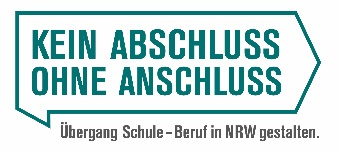 KEIN ABSCHLUSS
OHNE ANSCHLUSS
Übergang Schule – Beruf in NRW gestalten.